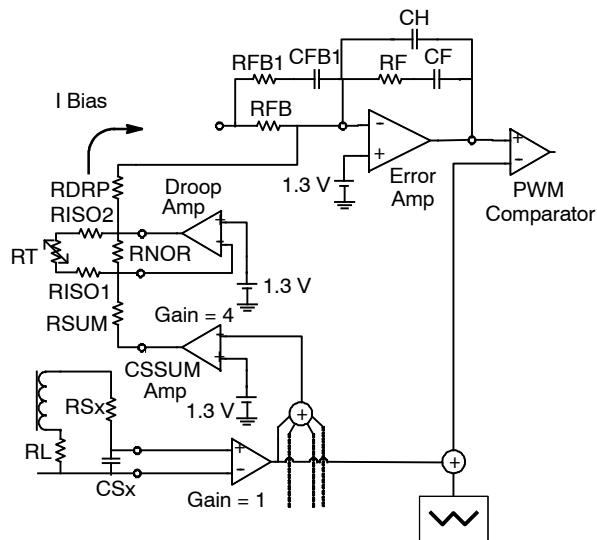 CH
RFB1 CFB1 RF CF
I Bias
RFB
RDRP
1.3 V
Error
Amp
PWM
Comparator
Droop
Amp
RISO2
RT
RNOR
RISO1
1.3 V
RSUM
Gain = 4
CSSUM
Amp
1.3 V
RSx
RL
CSx
Gain = 1